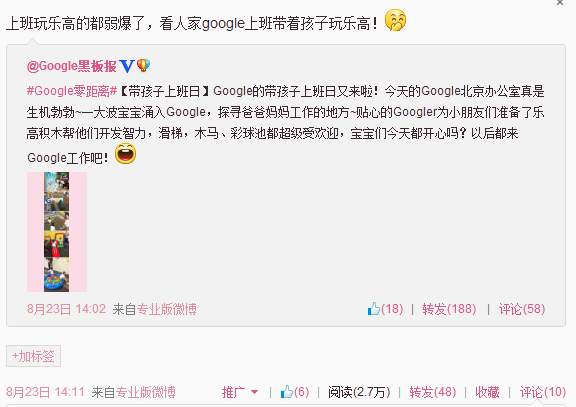 上班玩乐高的都弱爆了，看人家google上班带着孩子玩乐高！
@Google黑板报
#Google零距离#【带孩子上班日】Google的带孩子上班日又来啦！今天的Google北京办公室真是
生机勃勃~一大波宝宝涌入Google，探寻爸爸妈妈工作的地方~贴心的Googler为小朋友们准备了乐
高积木帮他们开发智力，滑梯，木马、彩球池都超级受欢迎，宝宝们今天都开心吗？以后都来
Google工作吧！
8月23日 14:02 来自专业版微博 (18) | 转发(188) | 评论(58)
+加标签
8月23日 14:11 来自专业版微博 推广 (6) | 阅读(2.7万) | 转发(48) | 收藏 | 评论(10)